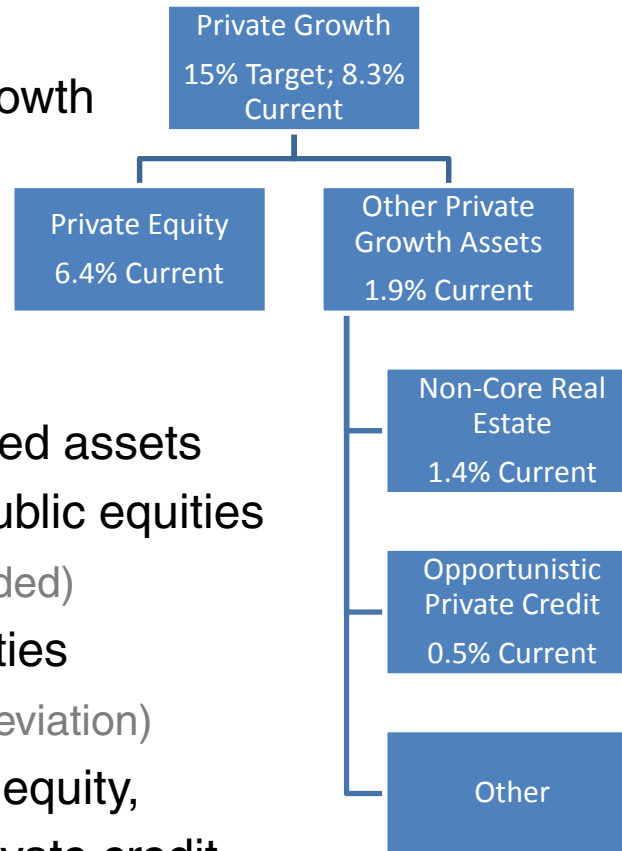 owth
ed assets
ublic equities
ded)
ties
eviation)
equity,
Private Growth
15% Target; 8.3%
Current
Private Equity
6.4% Current
Other Private
Growth Assets
1.9% Current
Non-Core Real
Estate
1.4% Current
Opportunistic
Private Credit
0.5% Current
Other